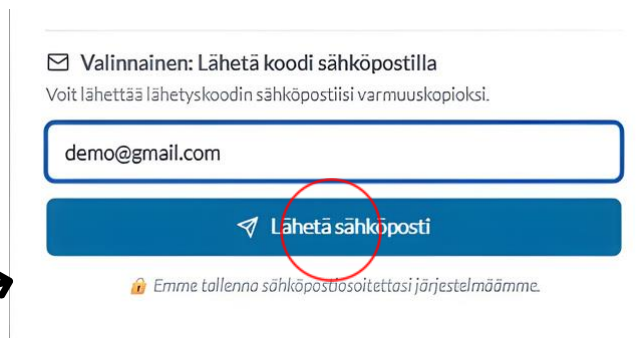 Valinnainen: Lähetä koodi sähköpostilla
Voit lähettää lähetyskoodin sähköpostiisi varmuuskopioksi.
demo@gmail.com
Lähetä sähköposti
Emme tallenna sähköpostiosoitettasi järjestelmäämme.